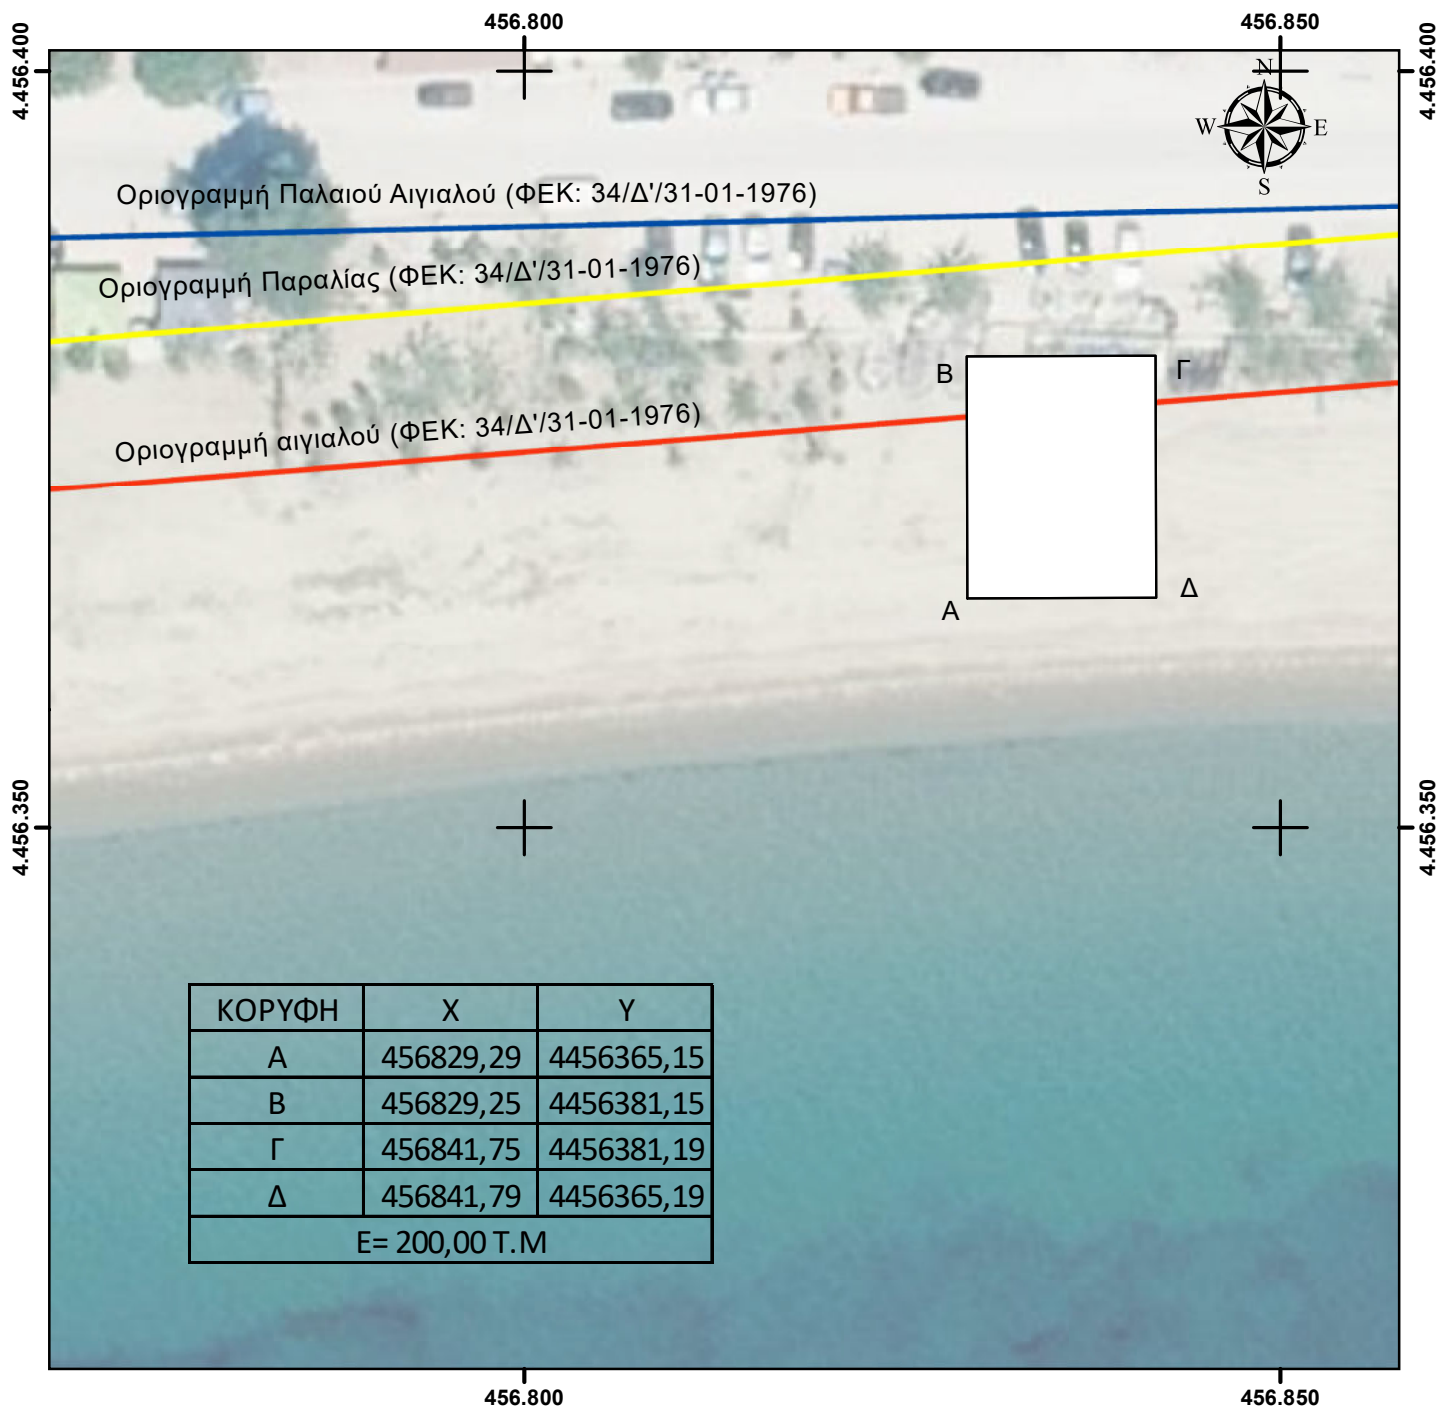 456.800 456.850
4.456.400 4.456.400
N
W E
S
Οριογραμμή Παλαιού Αιγιαλού (ΦΕΚ: 34/Δ'/31-01-1976)
Οριογραμμή Παραλίας (ΦΕΚ: 34/Δ'/31-01-1976)
Β Γ
Οριογραμμή αιγιαλού (ΦΕΚ: 34/Δ'/31-01-1976)
Α Δ
4.456.350 4.456.350
ΚΟΡΥΦΗ Χ Υ
Α 456829,29 4456365,15
Β 456829,25 4456381,15
Γ 456841,75 4456381,19
Δ 456841,79 4456365,19
Ε= 200,00 Τ.Μ
456.800 456.850